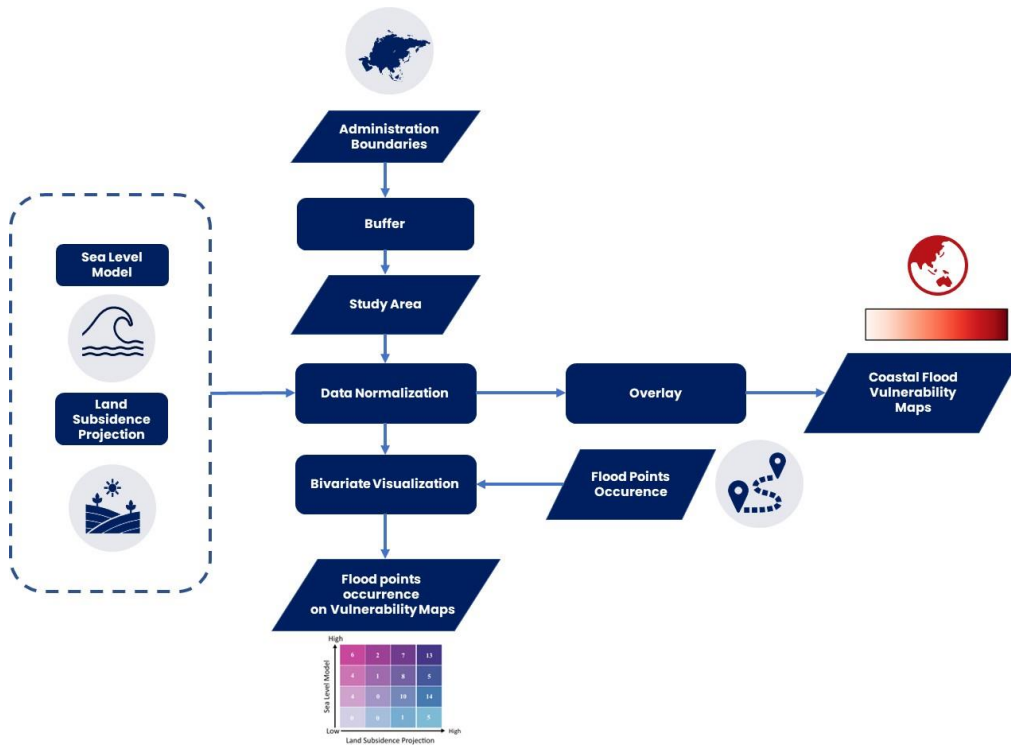 Administration
Boundaries
Buffer
Sea Level
Model
Study Area
Land
Subsidence
Projection
Data Normalization
Overlay
Coastal Flood
Vulnerability
Maps
Bivariate Visualization
Flood Points
Occurence
Flood points
occurrence
on Vulnerability Maps
High
Sea Level Model
6 2 7 13
4 1 8 5
4 0 10 14
0 0 1 5
Low
High
Land Subsidence Projection